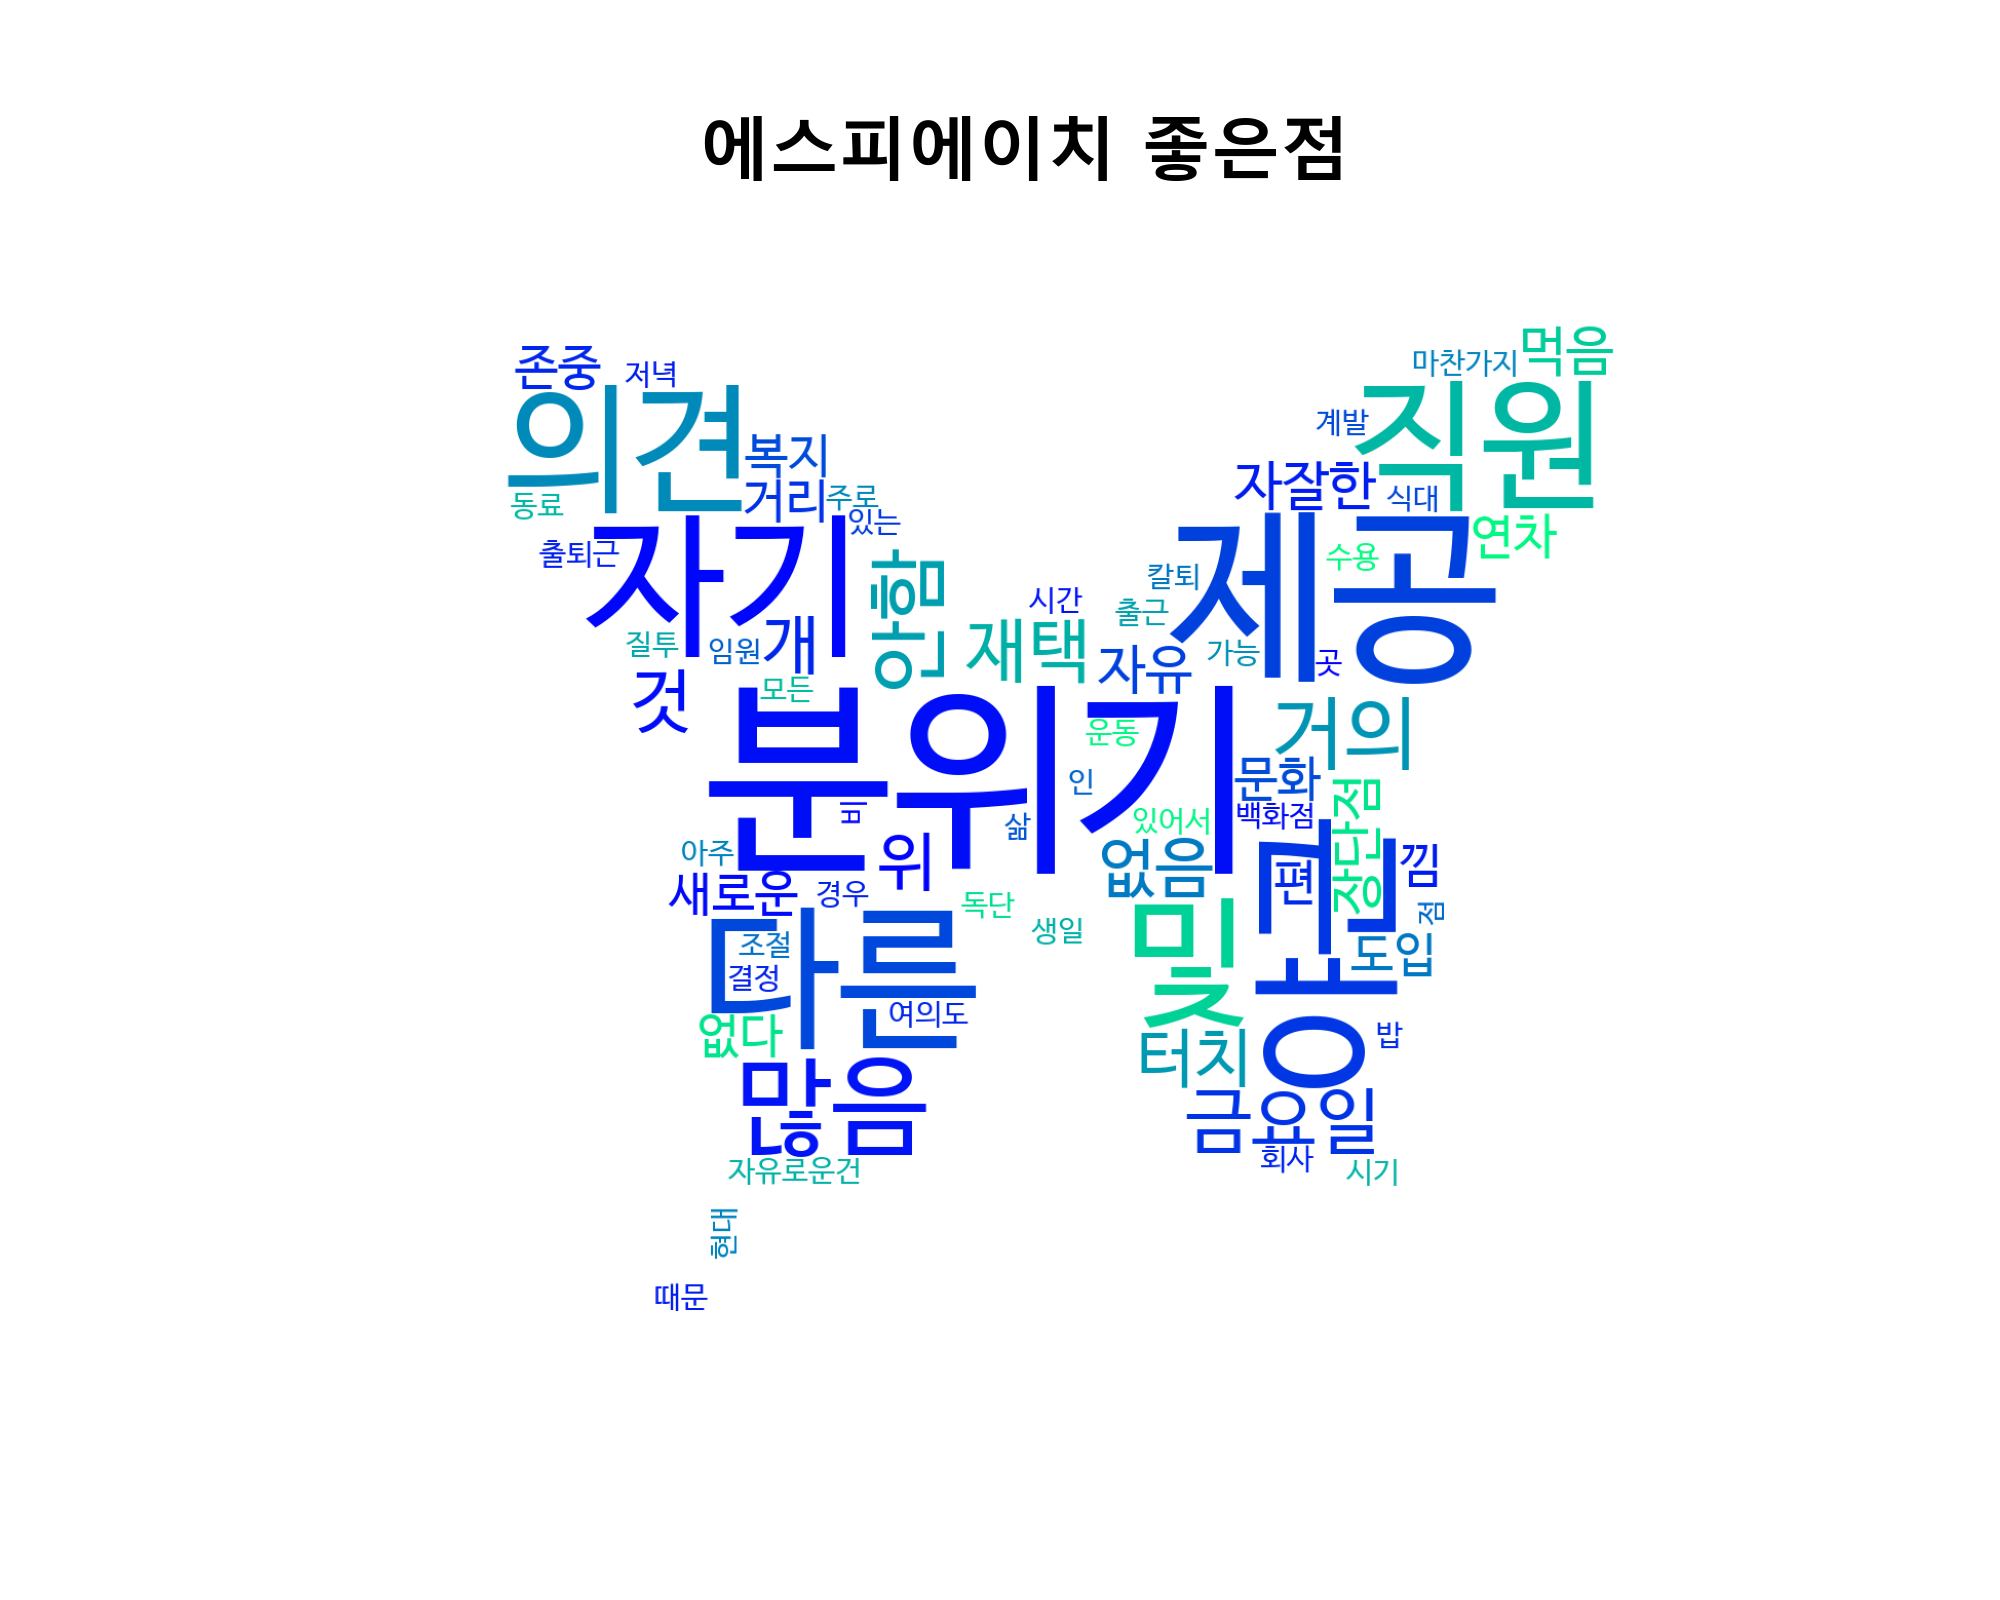 에스피에이치 좋은점
존중
저녁
마찬가지
먹음
의견
직원
계발
복지
자잘한
거리
주로
식대
동료
있는
자기
제공
연차
출퇴근
수용
안함
칼퇴
시간
출근
질투
임원
개
재택
자유
가능
곳
것
모든
분위기
운동
거의
인
문화
비
삶
있어서
백화점
장단점
아주
위
없음
편
낌
새로운
경우
독단
및
점
다른
생일
조절
도입
결정
여의도
없다
터치
밥
많음
금요일
자유로운건
회사
시기
현대
때문